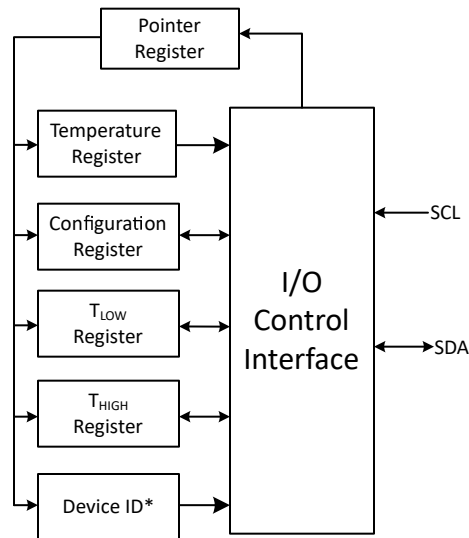 Pointer
Register
Temperature
Register
Configuration
Register
TLOW
Register
THIGH
Register
Device ID*
I/O
Control
Interface
SCL
SDA